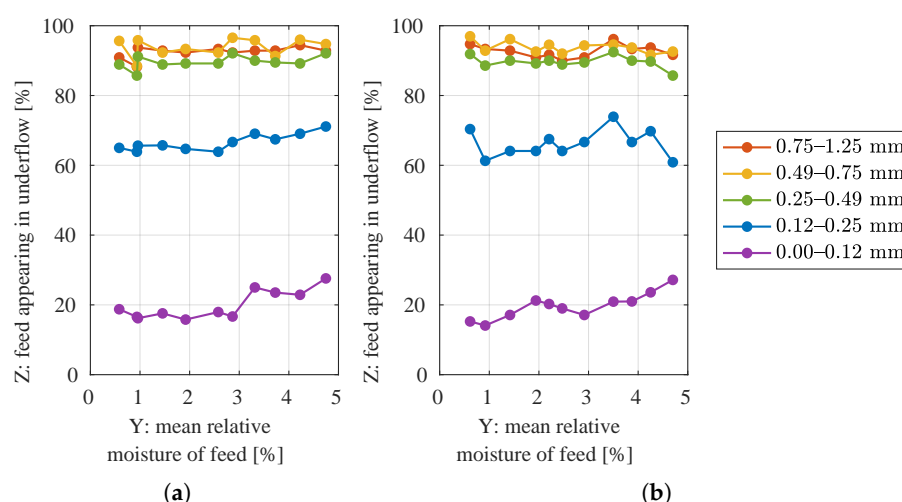 Z: feed appearing in underflow [%]
100
80
60
40
20
0
0 1 2 3 4 5
Y: mean relative
moisture of feed [%]
(a)
Z: feed appearing in underflow [%]
100
80
60
40
20
0
0 1 2 3 4 5
Y: mean relative
moisture of feed [%]
(b)
0.75–1.25 mm
0.49–0.75 mm
0.25–0.49 mm
0.12–0.25 mm
0.00–0.12 mm